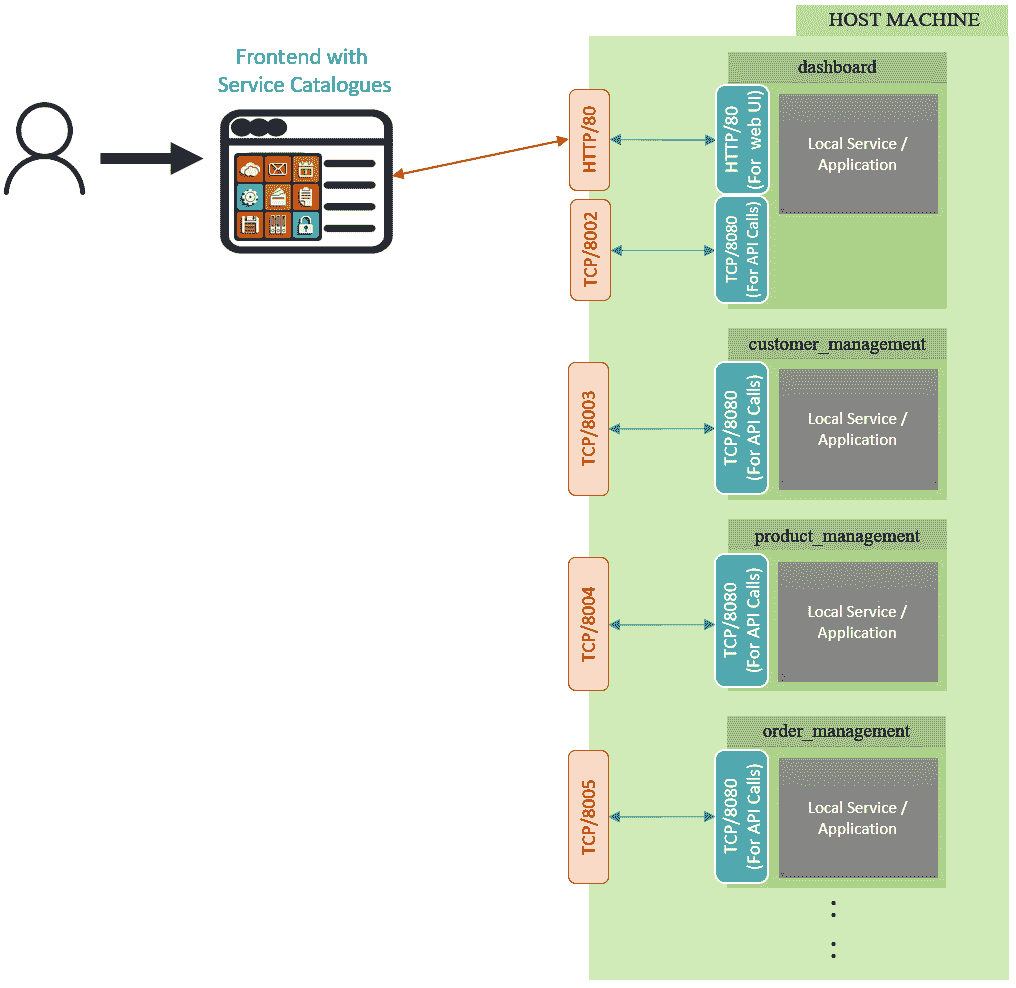 HOST MACHINE
Frontend with
Service Catalogues
dashboard
HTTP/80
HTTP/80
(For web UI)
Local Service /
Application
TCP/8002
TCP/8080
(For API Calls)
customer_management
TCP/8003
TCP/8080
(For API Calls)
Local Service /
Application
product_management
TCP/8004
TCP/8080
(For API Calls)
Local Service /
Application
order_management
TCP/8005
TCP/8080
(For API Calls)
Local Service /
Application